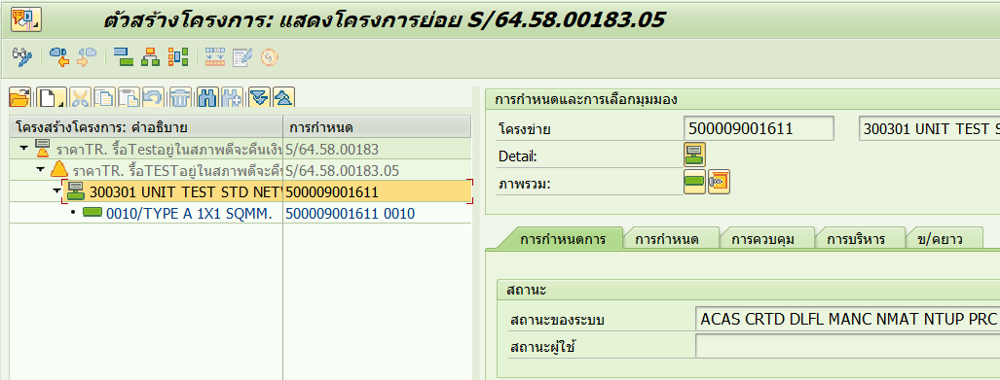 ตัวสร้างโครงการ: แสดงโครงการย่อย S/64.58.00183.05
โครงสร้างโครงการ: คำอธิบาย การกำหนด
ราคาTR. รื้อTestอยู่ในสภาพดีจะคืนเงิน S/64.58.00183
ราคาTR. รื้อTESTอยู่ในสภาพดีจะคืน S/64.58.00183.05
300301 UNIT TEST STD NETW 500009001611
0010/TYPE A 1X1 SQMM. 500009001611 0010
การกำหนดและการเลือกมุมมอง
โครงข่าย 500009001611 300301 UNIT TEST S
Detail:
ภาพรวม:
การกำหนดการ การกำหนด การควบคุม การบริหาร ข/คยาว
สถานะ
สถานะของระบบ ACAS CRTD DLFL MANC NMAT NTUP PRC
สถานะผู้ใช้